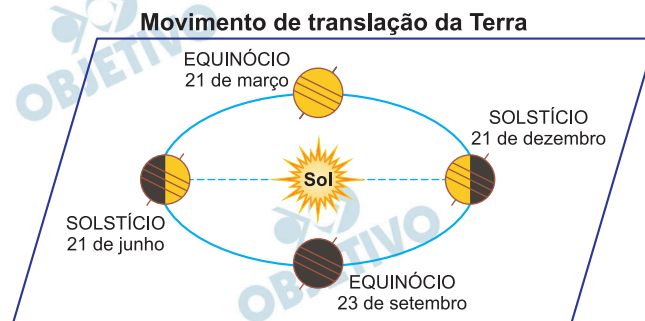 Movimento de translação da Terra
EQUINÓCIO
21 de março
SOLSTÍCIO
21 de dezembro
Sol
SOLSTÍCIO
21 de junho
EQUINÓCIO
23 de setembro
OBJETIVO
OBJETIVO